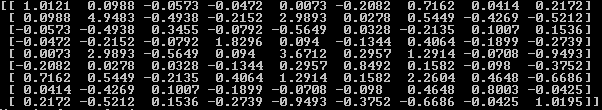 [[ 1.0121 0.0988 -0.0573 -0.0472 0.0073 -0.2082 0.7162 0.0414 0.2172]
[ 0.0988 4.9483 -0.4938 -0.2152 2.9893 0.0278 0.5449 -0.4269 -0.5212]
[-0.0573 -0.4938 0.3455 -0.0792 -0.5649 0.0328 -0.2135 0.1007 0.1536]
[-0.0472 -0.2152 -0.0792 1.8296 0.094 -0.1344 0.4064 -0.1899 -0.2739]
[ 0.0073 2.9893 -0.5649 0.094 3.6712 0.2957 1.2914 -0.0708 -0.9493]
[-0.2082 0.0278 0.0328 -0.1344 0.2957 0.8492 0.1582 -0.098 -0.3752]
[ 0.7162 0.5449 -0.2135 0.4064 1.2914 0.1582 2.2604 0.4648 -0.6686]
[ 0.0414 -0.4269 0.1007 -0.1899 -0.0708 -0.098 0.4648 0.8003 -0.0425]
[ 0.2172 -0.5212 0.1536 -0.2739 -0.9493 -0.3752 -0.6686 -0.0425 1.0195]]